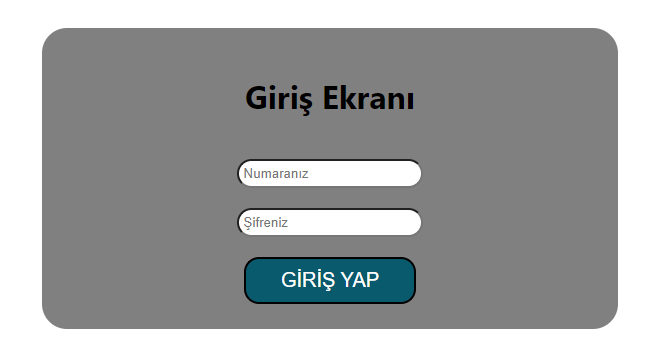 Giriş Ekranı
Numaranız
Şifreniz
GİRİŞ YAP